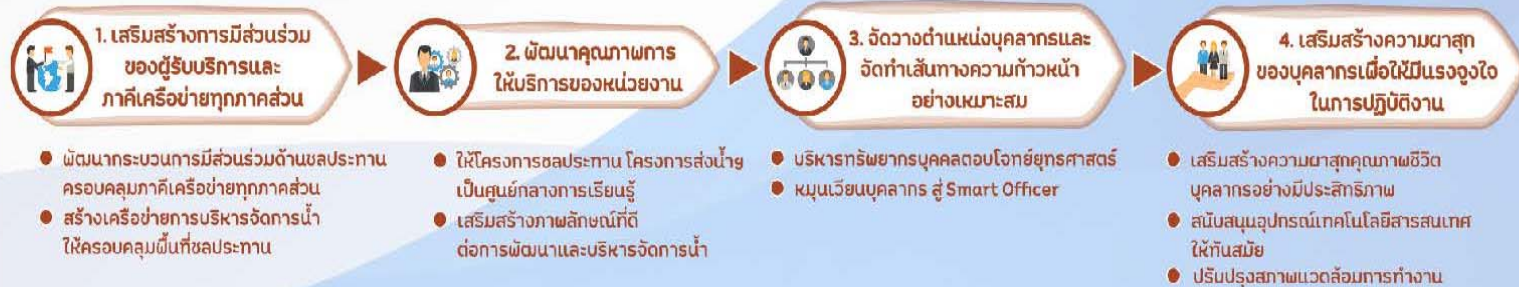 1. เสริมสร้างการมีส่วนร่วม
ของผู้รับบริการและ
ภาคีเครือข่ายทุกภาคส่วน
พัฒนากระบวนการมีส่วนร่วมด้านชลประทาน
ครอบคลุมภาคีเครือข่ายทุกภาคส่วน
สร้างเครือข่ายการบริหารจัดการน้ำ
ให้ครอบคลุมพื้นที่ชลประทาน
2. พัฒนาคุณภาพการ
ให้บริการของหน่วยงาน
ให้โครงการชลประทาน โครงการส่งน้ำฯ
เป็นศูนย์กลางการเรียนรู้
เสริมสร้างภาพลักษณ์ที่ดี
ต่อการพัฒนาและบริหารจัดการน้ำ
3. จัดวางตำแหน่งบุคลากรและ
จัดทำเส้นทางความก้าวหน้า
อย่างเหมาะสม
บริหารทรัพยากรบุคคลตอบโจทย์ยุทธศาสตร์
หมุนเวียนบุคลากร สู่ Smart Officer
4. เสริมสร้างความผาสุก
ของบุคลากรเพื่อให้มีแรงจูงใจ
ในการปฏิบัติงาน
เสริมสร้างความผาสุกคุณภาพชีวิต
บุคลากรอย่างมีประสิทธิภาพ
สนับสนุนอุปกรณ์เทคโนโลยีสารสนเทศ
ให้ทันสมัย
ปรับปรุงสภาพแวดล้อมการทำงาน